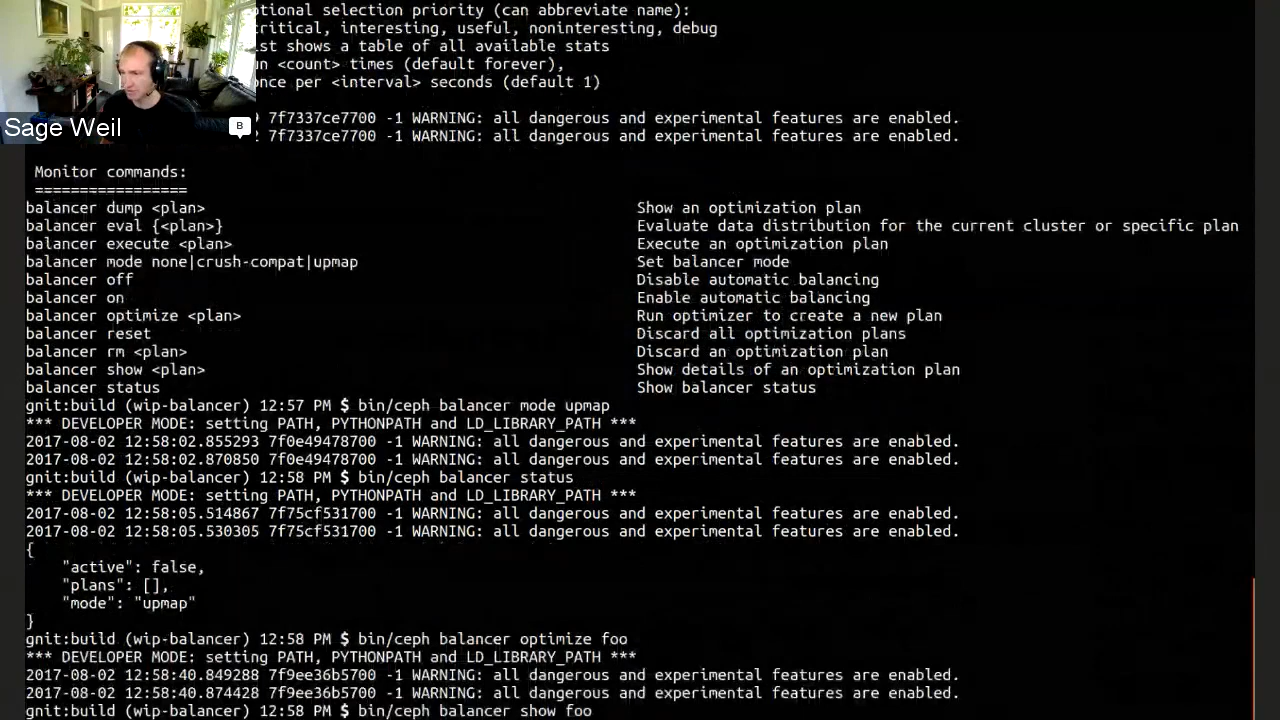 otional selection priority (can abbreviate name):
ritical, interesting, useful, noninteresting, debug
st shows a table of all available stats
n <count> times (default forever),
once per <interval> seconds (default 1)
7f7337ce7700 -1 WARNING: all dangerous and experimental features are enabled.
Sage Weil
B
7f7337ce7700 -1 WARNING: all dangerous and experimental features are enabled.
Monitor commands:
=================
balancer dump <plan> Show an optimization plan
balancer eval {<plan>} Evaluate data distribution for the current cluster or specific plan
balancer execute <plan> Execute an optimization plan
balancer mode none|crush-compat|upmap Set balancer mode
balancer off Disable automatic balancing
balancer on Enable automatic balancing
balancer optimize <plan> Run optimizer to create a new plan
balancer reset Discard all optimization plans
balancer rm <plan> Discard an optimization plan
balancer show <plan> Show details of an optimization plan
balancer status Show balancer status
gnit:build (wip-balancer) 12:57 PM $ bin/ceph balancer mode upmap
*** DEVELOPER MODE: setting PATH, PYTHONPATH and LD_LIBRARY_PATH ***
2017-08-02 12:58:02.855293 7f0e49478700 -1 WARNING: all dangerous and experimental features are enabled.
2017-08-02 12:58:02.870850 7f0e49478700 -1 WARNING: all dangerous and experimental features are enabled.
gnit:build (wip-balancer) 12:58 PM $ bin/ceph balancer status
*** DEVELOPER MODE: setting PATH, PYTHONPATH and LD_LIBRARY_PATH ***
2017-08-02 12:58:05.514867 7f75cf531700 -1 WARNING: all dangerous and experimental features are enabled.
2017-08-02 12:58:05.530305 7f75cf531700 -1 WARNING: all dangerous and experimental features are enabled.
{
"active": false,
"plans": [],
"mode": "upmap"
}
gnit:build (wip-balancer) 12:58 PM $ bin/ceph balancer optimize foo
*** DEVELOPER MODE: setting PATH, PYTHONPATH and LD_LIBRARY_PATH ***
2017-08-02 12:58:40.849288 7f9ee36b5700 -1 WARNING: all dangerous and experimental features are enabled.
2017-08-02 12:58:40.874428 7f9ee36b5700 -1 WARNING: all dangerous and experimental features are enabled.
gnit:build (wip-balancer) 12:58 PM $ bin/ceph balancer show foo